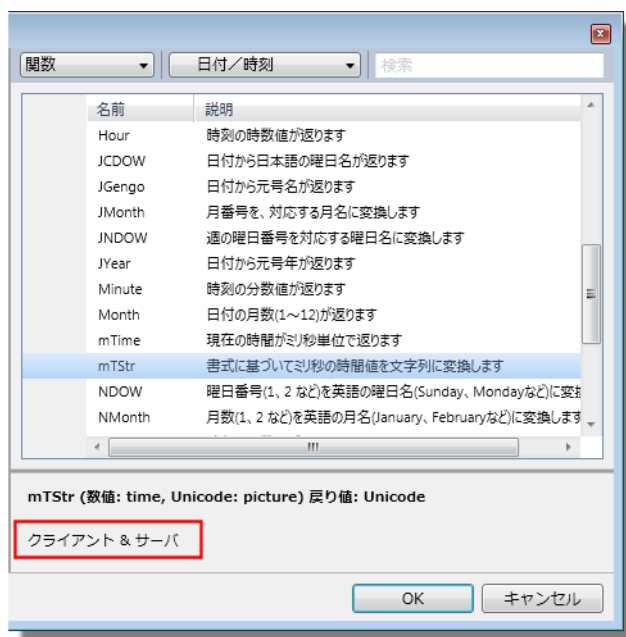 関数 日付/時刻 検索
名前 説明
Hour 時刻の時数値が返ります
JCDOW 日付から日本語の曜日名が返ります
JGengo 日付から元号名が返ります
JMonth 月番号を、対応する月名に変換します
JNDOW 週の曜日番号を対応する曜日名に変換します
JYear 日付から元号年が返ります
Minute 時刻の分数値が返ります
Month 日付の月数(1～12)が返ります
mTime 現在の時間がミリ秒単位で返ります
mTStr 書式に基づいてミリ秒の時間値を文字列に変換します
NDOW 曜日番号(1、2 など)を英語の曜日名(Sunday、Mondayなど)に変
NMonth 月数(1、2 など)を英語の月名(January、Februaryなど)に変換します
mTStr (数値: time, Unicode: picture) 戻り値: Unicode
クライアント & サーバ
OK キャンセル